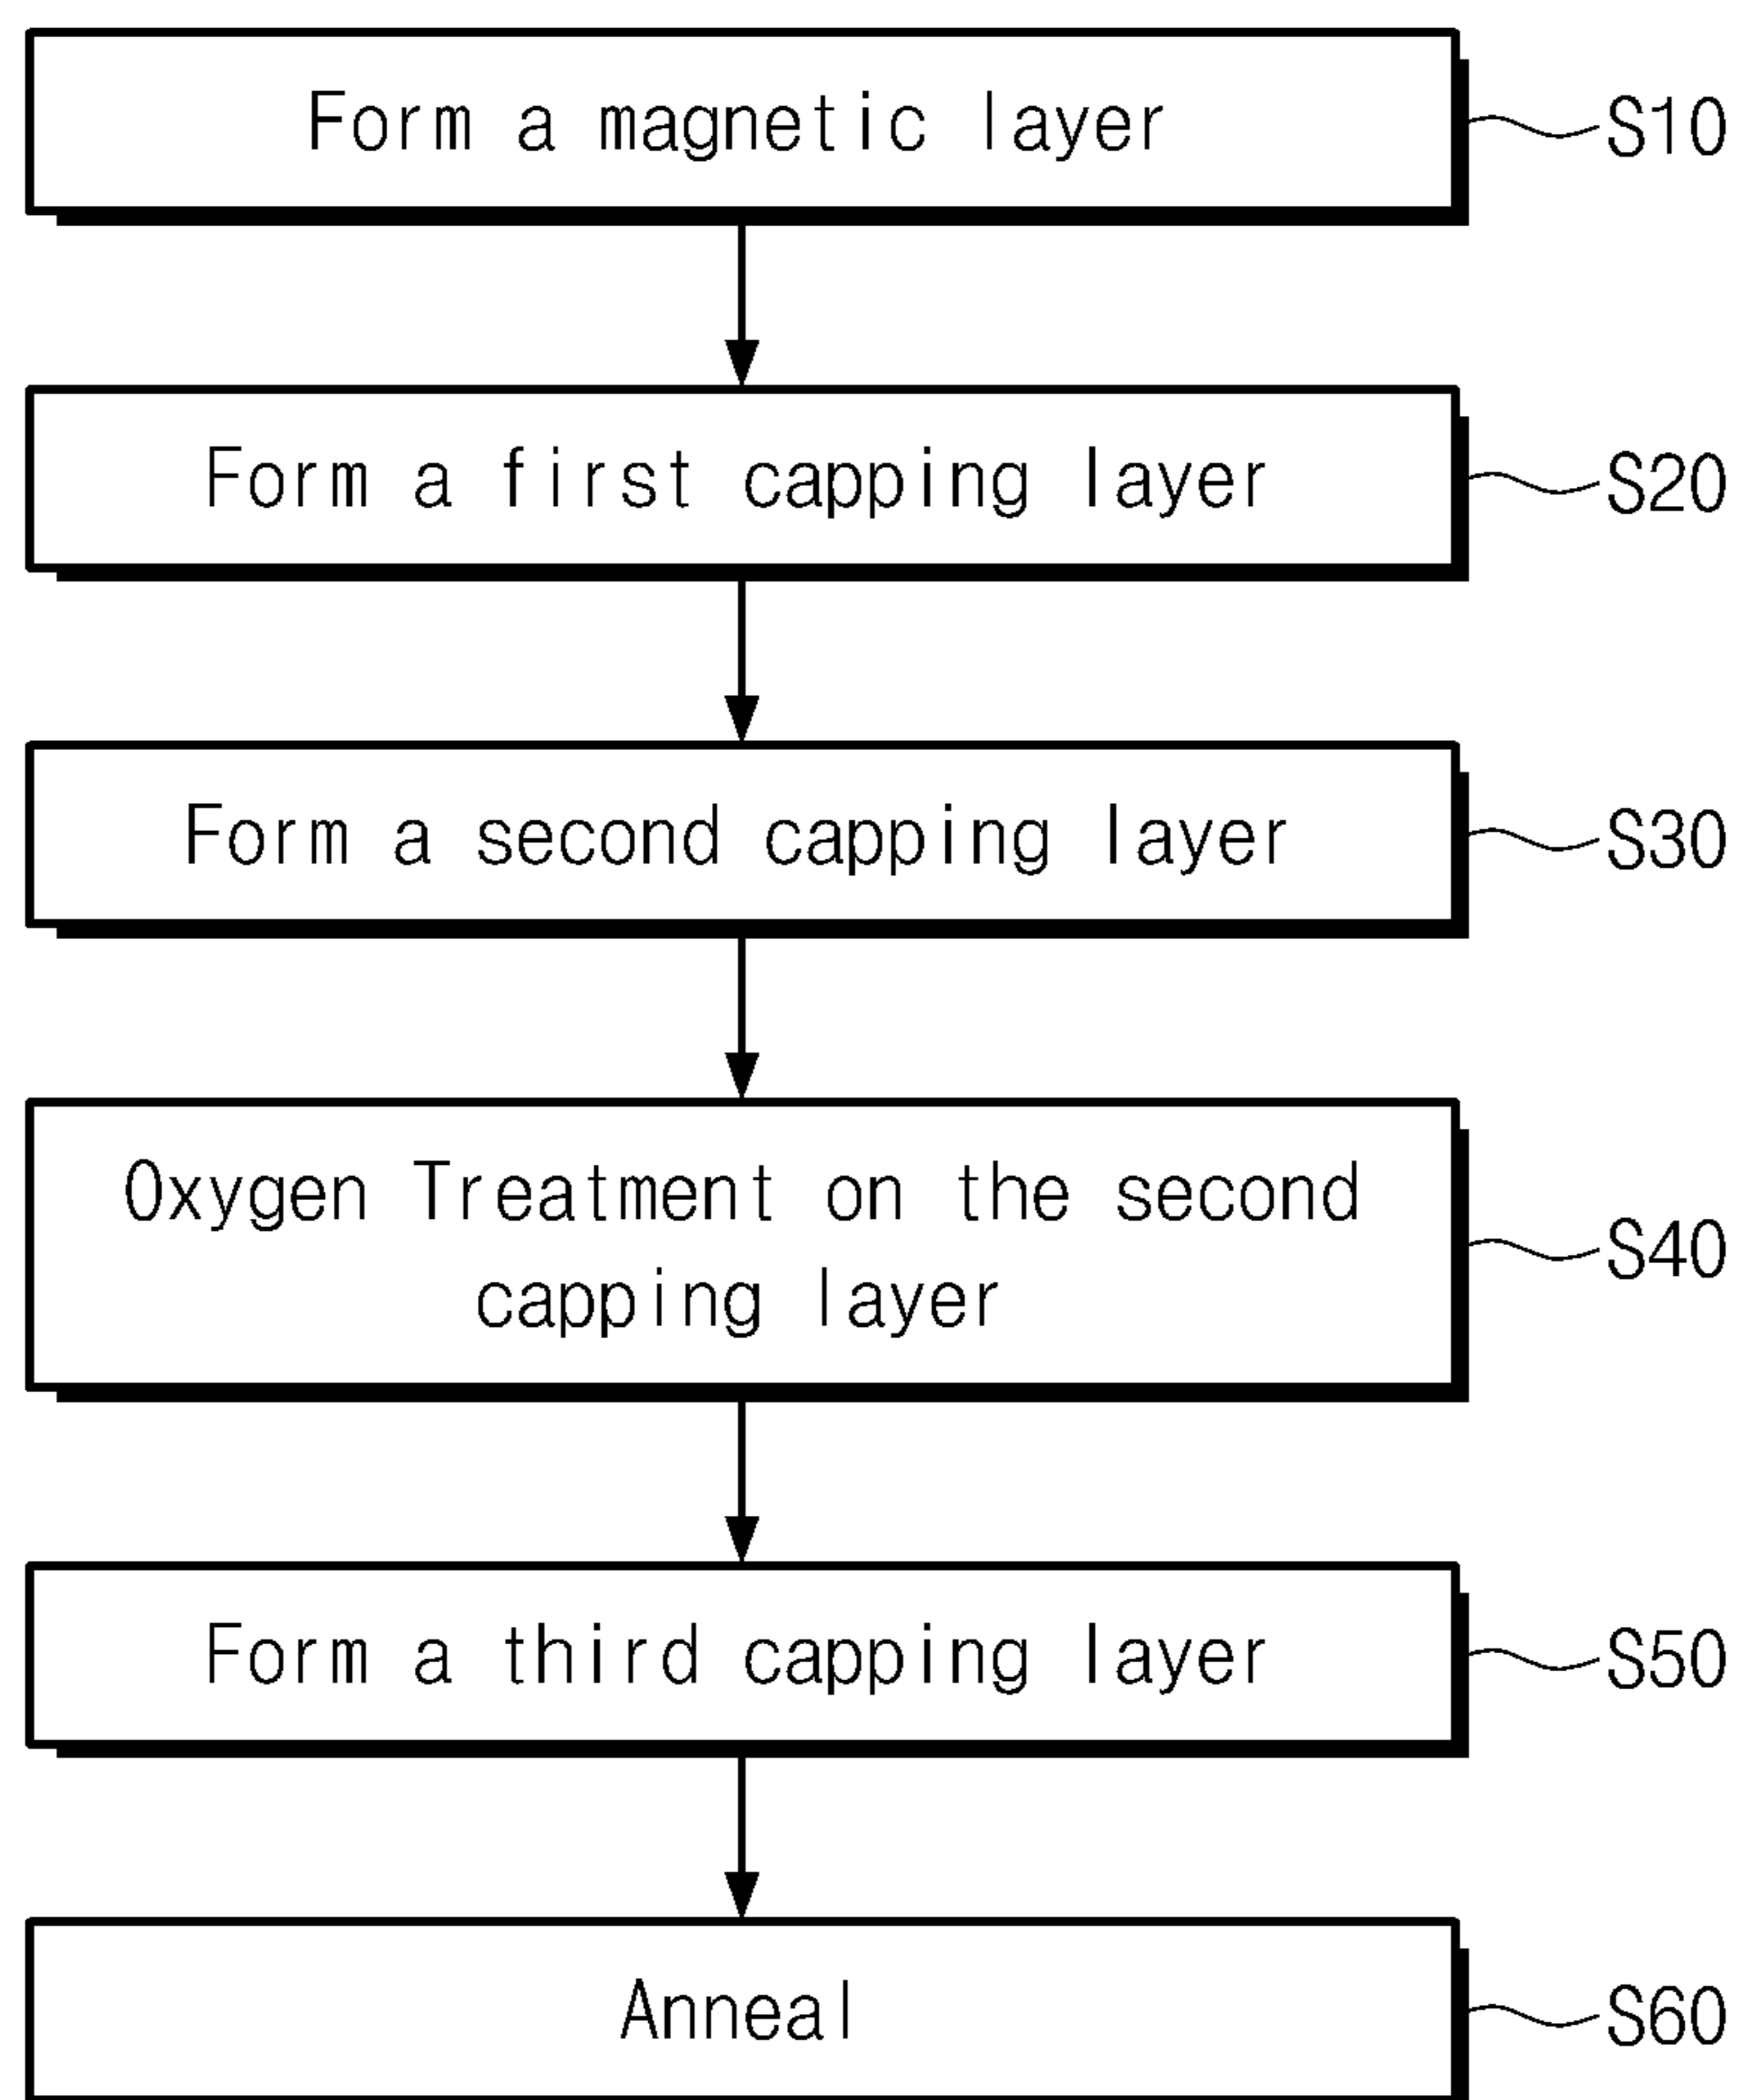 Form a magnetic layer
S10
Form a first capping layer
S20
Form a second capping layer
S30
Oxygen Treatment on the second
capping layer
S40
Form a third capping layer
S50
Anneal
S60